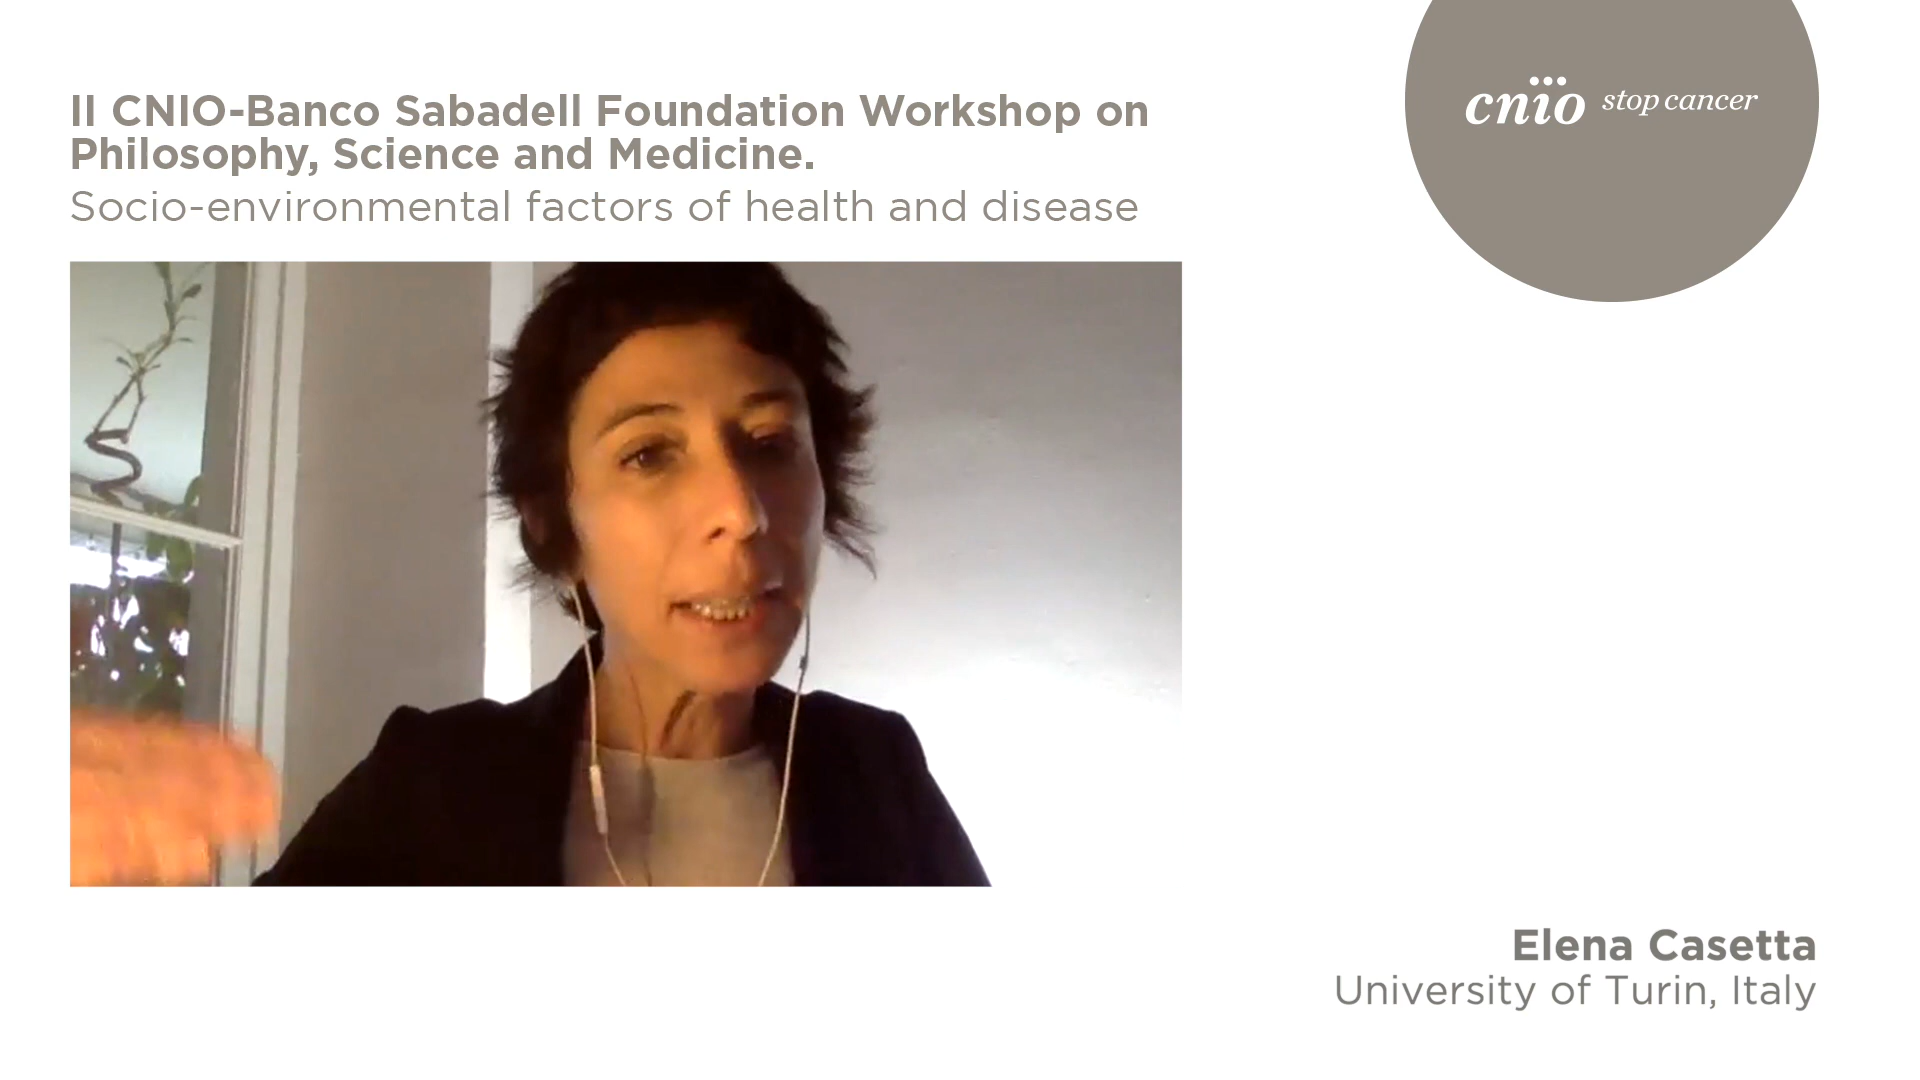 II CNIO-Banco Sabadell Foundation Workshop on
Philosophy, Science and Medicine.
Socio-environmental factors of health and disease
cnio stop cancer
Elena Casetta
University of Turin, Italy